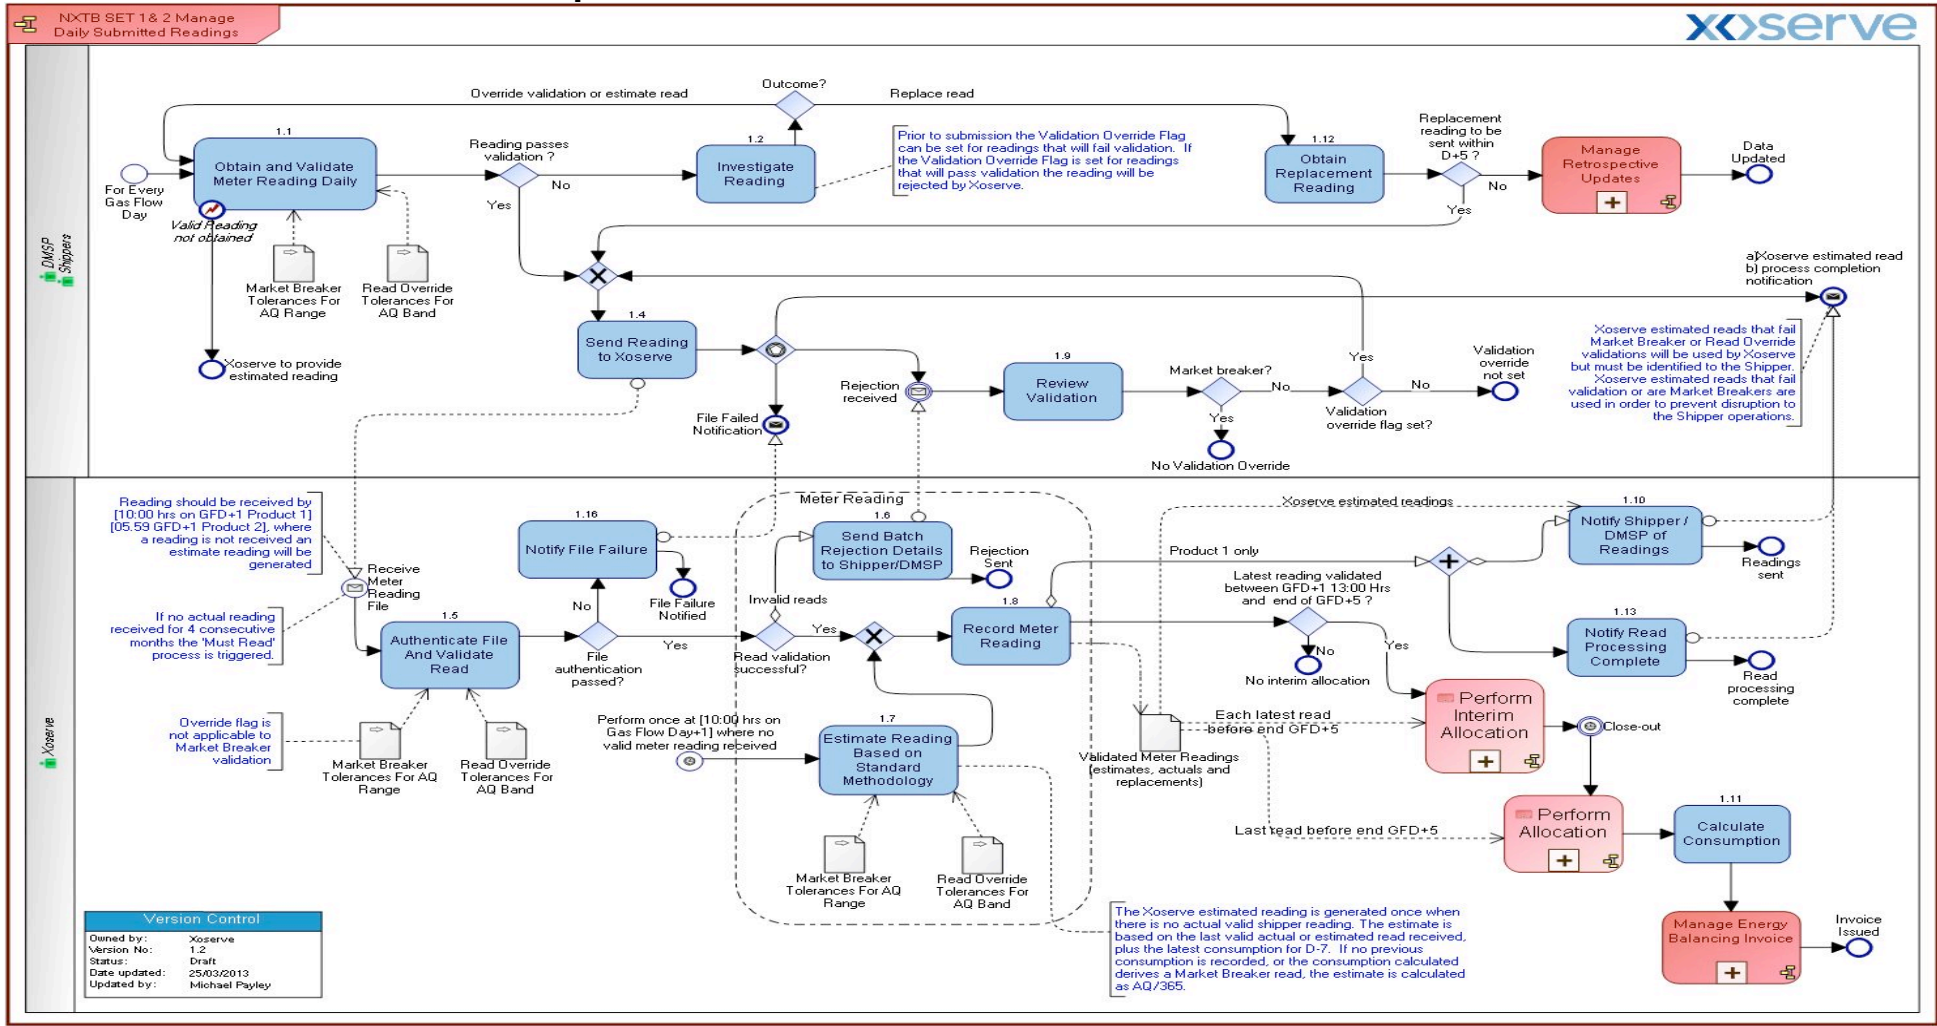 NXTB SET 1& 2 Manage
Daily Submitted Readings
xoserve
DMSP
Shippers
Outcome?
Override validation or estimate read
Replace read
1.1
Obtain and Validate
Meter Reading Daily
For Every
Gas Flow
Day
Valid Reading
not obtained
Reading passes
validation ?
No
Yes
1.2
Investigate
Reading
Prior to submission the Validation Override Flag
can be set for readings that will fail validation. If
the Validation Override Flag is set for readings
that will pass validation the reading will be
rejected by Xoserve.
1.12
Obtain
Replacement
Reading
Replacement
reading to be
sent within
D+5 ?
No
Yes
Manage
Retrospective
Updates
Data
Updated
Market Breaker
Tolerances For
AQ Range
Read Override
Tolerances For
AQ Band
Xoserve to provide
estimated reading
1.4
Send Reading
to Xoserve
File Failed
Notification
Rejection
received
1.9
Review
Validation
Market breaker?
No
Yes
No Validation Override
Yes
No
Validation
override flag set?
Validation
override
not set
a)Xoserve estimated read
b) process completion
notification
Xoserve estimated reads that fail
Market Breaker or Read Override
validations will be used by Xoserve
but must be identified to the Shipper.
Xoserve estimated reads that fail
validation or are Market Breakers are
used in order to prevent disruption to
the Shipper operations.
Xoserve
Reading should be received by
[10:00 hrs on GFD+1 Product 1]
[05.59 GFD+1 Product 2], where
a reading is not received an
estimate reading will be
generated
Receive
Meter
Reading
File
If no actual reading
received for 4 consecutive
months the 'Must Read'
process is triggered.
Override flag is
not applicable to
Market Breaker
validation
1.5
Authenticate File
And Validate
Read
Market Breaker
Tolerances For AQ
Range
Read Override
Tolerances For
AQ Band
1.16
Notify File Failure
No
File Failure
Notified
File
authentication
passed?
Yes
Meter Reading
1.6
Send Batch
Rejection Details
to Shipper/DMSP
Rejection
Sent
Invalid reads
Yes
Read validation
successful?
1.8
Record Meter
Reading
Perform once at [10:00 hrs on
Gas Flow Day+1] where no
valid meter reading received
1.7
Estimate Reading
Based on
Standard
Methodology
Market Breaker
Tolerances For AQ
Range
Read Override
Tolerances For
AQ Band
Xoserve estimated readings
Product 1 only
Latest reading validated
between GFD+1 13:00 Hrs
and end of GFD+5 ?
No
Yes
No interim allocation
1.10
Notify Shipper /
DMSP of
Readings
Readings
sent
1.13
Notify Read
Processing
Complete
Read
processing
complete
Validated Meter Readings
(estimates, actuals and
replacements)
Each latest read
before end GFD+5
Last read before end GFD+5
Perform
Interim
Allocation
Close-out
Perform
Allocation
1.11
Calculate
Consumption
Manage Energy
Balancing Invoice
Invoice
Issued
The Xoserve estimated reading is generated once when
there is no actual valid shipper reading. The estimate is
based on the last valid actual or estimated read received,
plus the latest consumption for D-7. If no previous
consumption is recorded, or the consumption calculated
derives a Market Breaker read, the estimate is calculated
as AQ/365.
Version Control
Owned by: Xoserve
Version No: 1.2
Status: Draft
Date updated: 25/03/2013
Updated by: Michael Payley